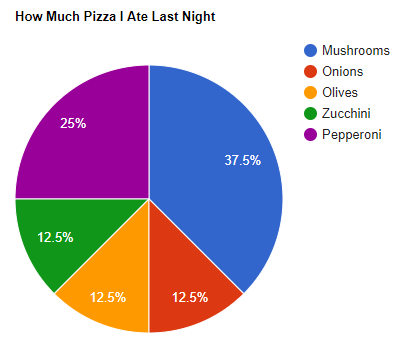 How Much Pizza I Ate Last Night
Mushrooms
Onions
Olives
Zucchini
Pepperoni
25%
37.5%
12.5%
12.5%
12.5%